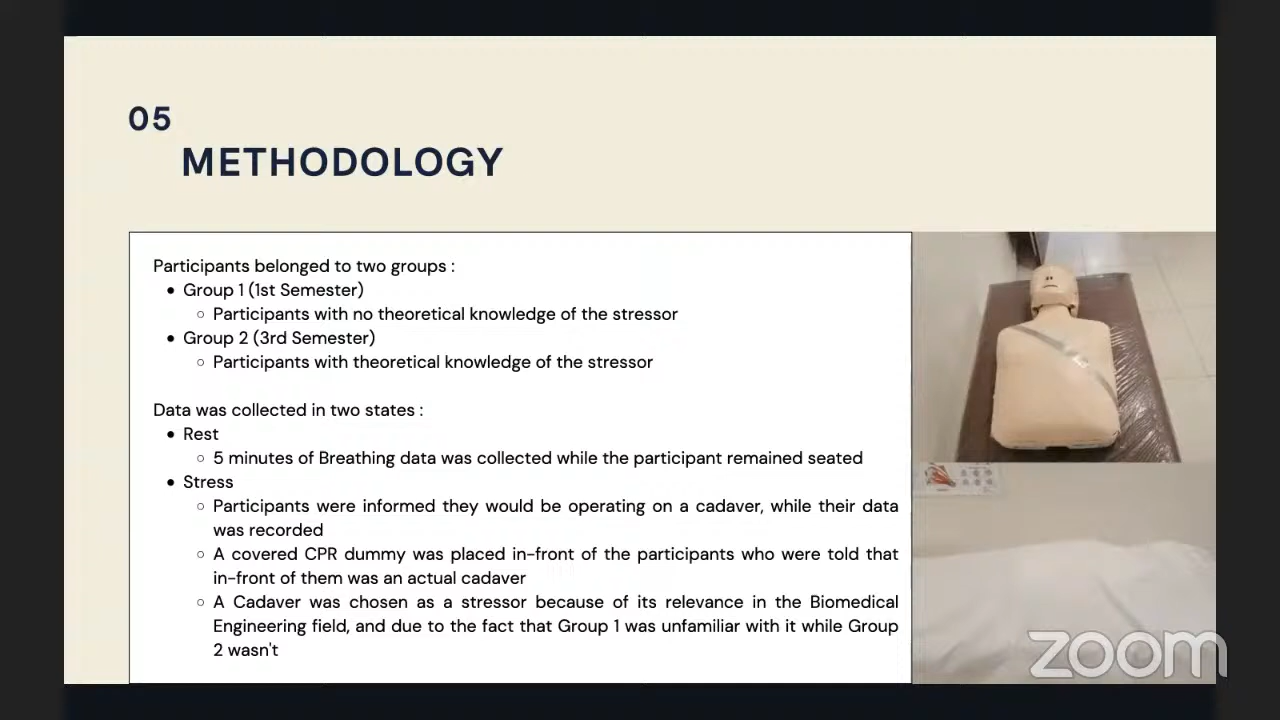 05
METHODOLOGY
Participants belonged to two groups :
• Group 1 (1st Semester)
○ Participants with no theoretical knowledge of the stressor
• Group 2 (3rd Semester)
○ Participants with theoretical knowledge of the stressor
Data was collected in two states :
• Rest
○ 5 minutes of Breathing data was collected while the participant remained seated
• Stress
○ Participants were informed they would be operating on a cadaver, while their data
was recorded
○ A covered CPR dummy was placed in-front of the participants who were told that
in-front of them was an actual cadaver
○ A Cadaver was chosen as a stressor because of its relevance in the Biomedical
Engineering field, and due to the fact that Group 1 was unfamiliar with it while Group
2 wasn't
zoom